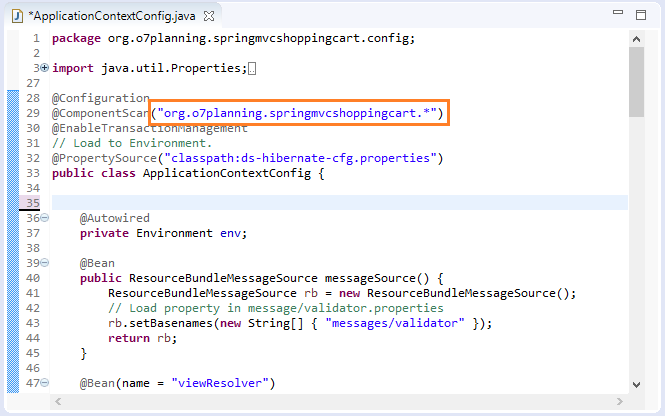 *ApplicationContextConfig.java
1 package org.o7planning.springmvcshoppingcart.config;
2
3 import java.util.Properties;
27
28 @Configuration
29 @ComponentScan("org.o7planning.springmvcshoppingcart.*")
30 @EnableTransactionManagement
31 // Load to Environment.
32 @PropertySource("classpath:ds-hibernate-cfg.properties")
33 public class ApplicationContextConfig {
34
35
36 @Autowired
37 private Environment env;
38
39 @Bean
40 public ResourceBundleMessageSource messageSource() {
41 ResourceBundleMessageSource rb = new ResourceBundleMessageSource();
42 // Load property in message/validator.properties
43 rb.setBasenames(new String[] { "messages/validator" });
44 return rb;
45 }
46
47 @Bean(name = "viewResolver")